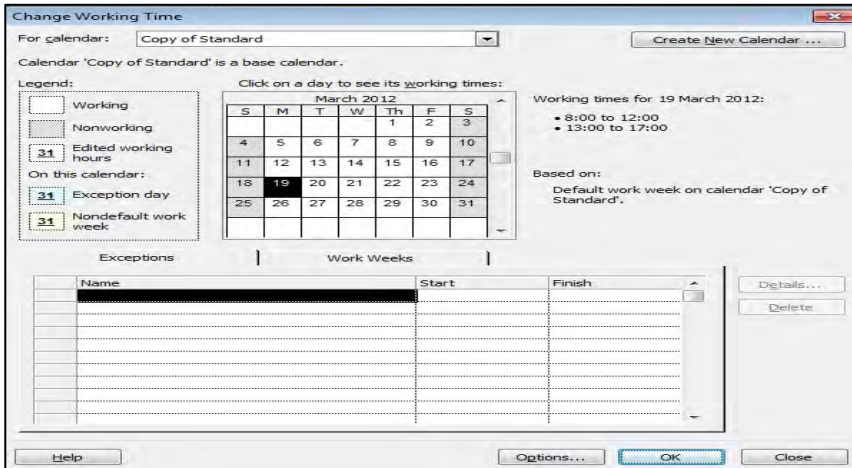 Change Working Time
For calendar: Copy of Standard Create New Calendar ...
Calendar 'Copy of Standard' is a base calendar.
Legend:
Working
Nonworking
31 Edited working hours
On this calendar:
31 Exception day
31 Nondefault work week
Click on a day to see its working times:
March 2012
S M T W Th F S
1 2 3
4 5 6 7 8 9 10
11 12 13 14 15 16 17
18 19 20 21 22 23 24
25 26 27 28 29 30 31
Working times for 19 March 2012:
• 8:00 to 12:00
• 13:00 to 17:00
Based on:
Default work week on calendar 'Copy of
Standard'.
Exceptions Work Weeks
Name Start Finish
Details...
Delete
Help Options... OK Close